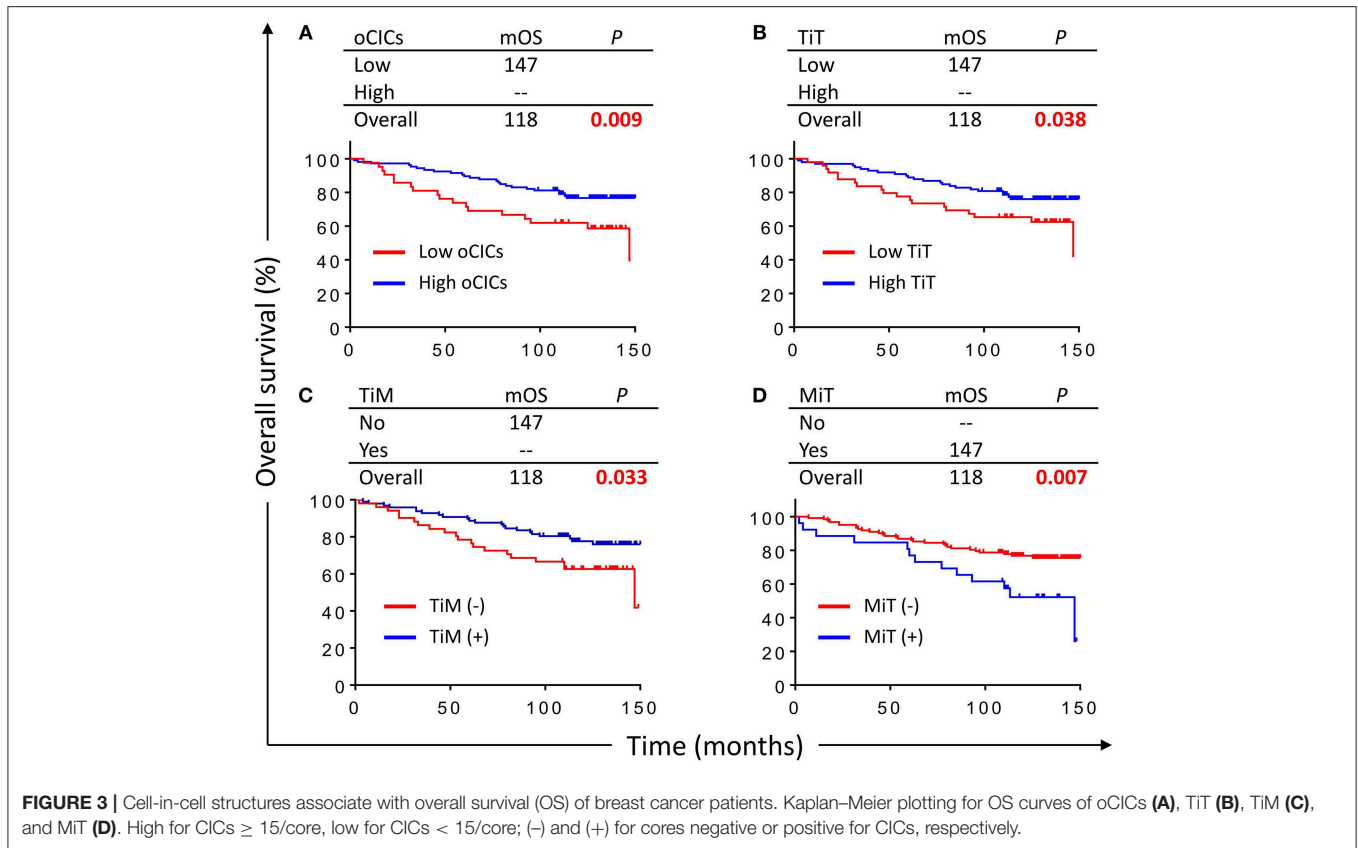 A
oCICs mOS P
Low 147
High --
Overall 118 0.009
100
80
60
40
20
0
Low oCICs
High oCICs
0 50 100 150
B
TiT mOS P
Low 147
High --
Overall 118 0.038
100
80
60
40
20
0
Low TiT
High TiT
0 50 100 150
C
TiM mOS P
No 147
Yes --
Overall 118 0.033
100
80
60
40
20
0
TiM (-)
TiM (+)
0 50 100 150
D
MiT mOS P
No --
Yes 147
Overall 118 0.007
100
80
60
40
20
0
MiT (-)
MiT (+)
0 50 100 150
Overall survival (%)
Time (months)
FIGURE 3 | Cell-in-cell structures associate with overall survival (OS) of breast cancer patients. Kaplan–Meier plotting for OS curves of oCICs (A), TiT (B), TiM (C),
and MiT (D). High for CICs ≥ 15/core, low for CICs < 15/core; (–) and (+) for cores negative or positive for CICs, respectively.